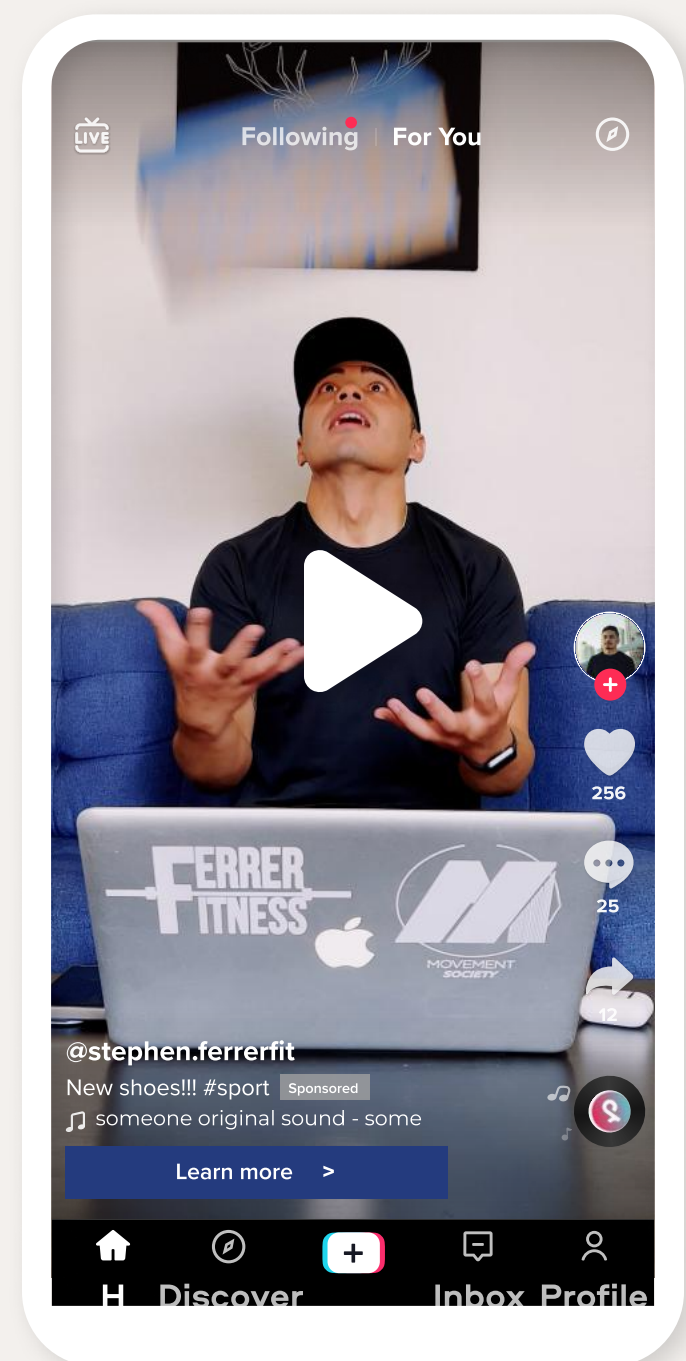 LIVE
Following | For You
256
25
FERRER
FITNESS
MOVEMENT
SOCIETY
12
@stephen.ferrerfit
New shoes!!! #sport Sponsored
someone original sound - some
Learn more >
H Discover Inbox Profile